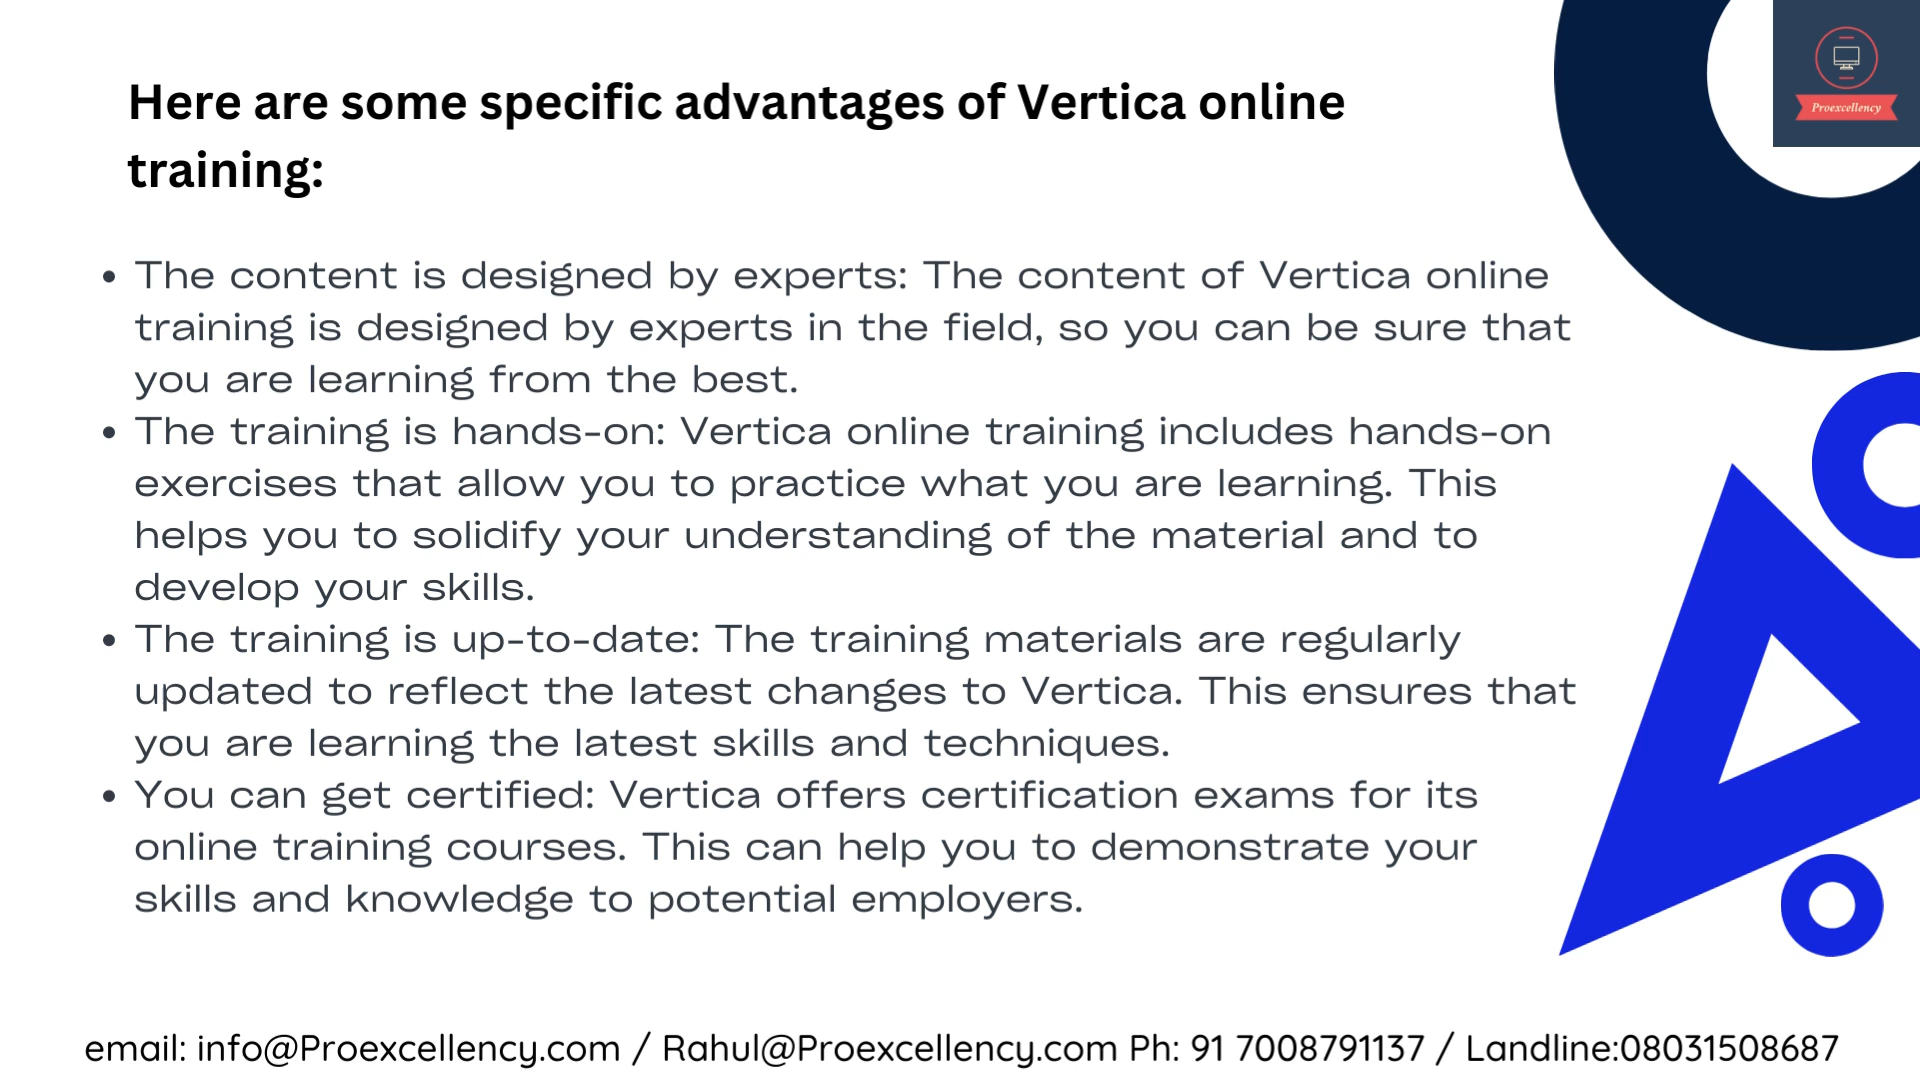 Proexcellency
Here are some specific advantages of Vertica online
training:
• The content is designed by experts: The content of Vertica online
training is designed by experts in the field, so you can be sure that
you are learning from the best.
• The training is hands-on: Vertica online training includes hands-on
exercises that allow you to practice what you are learning. This
helps you to solidify your understanding of the material and to
develop your skills.
• The training is up-to-date: The training materials are regularly
updated to reflect the latest changes to Vertica. This ensures that
you are learning the latest skills and techniques.
• You can get certified: Vertica offers certification exams for its
online training courses. This can help you to demonstrate your
skills and knowledge to potential employers.
email: info@Proexcellency.com / Rahul@Proexcellency.com Ph: 91 7008791137 / Landline:08031508687